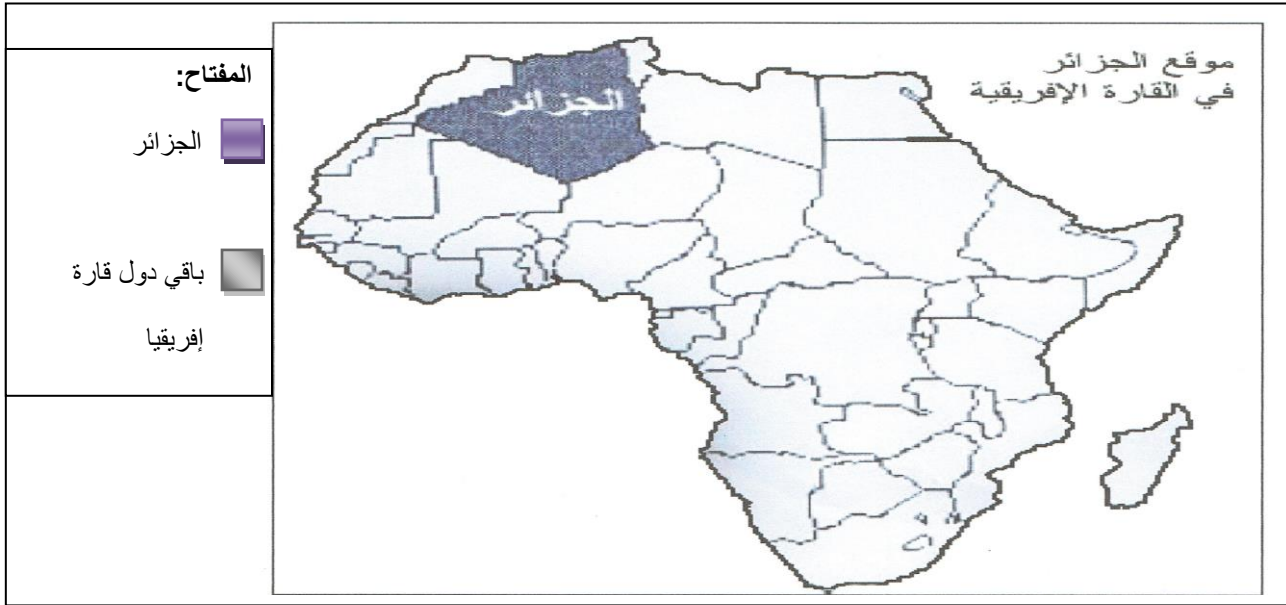 موقع الجزائر
في القارة الإفريقية
الجزائر
المفتاح:
الجزائر
باقي دول قارة
إفريقيا